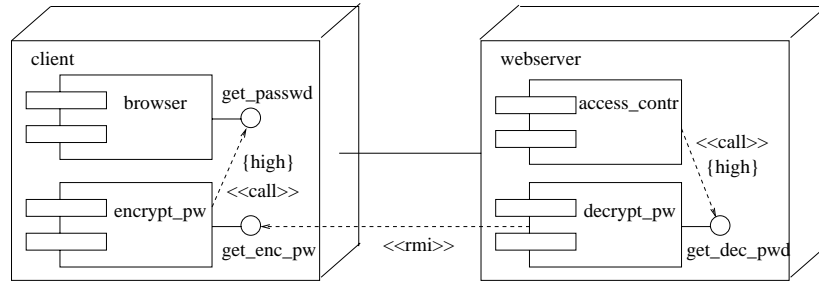 client
browser
get_passwd
{high}
<<call>>
encrypt_pw
get_enc_pw
<<rmi>>
webserver
access_contr
<<call>>
{high}
decrypt_pw
get_dec_pwd